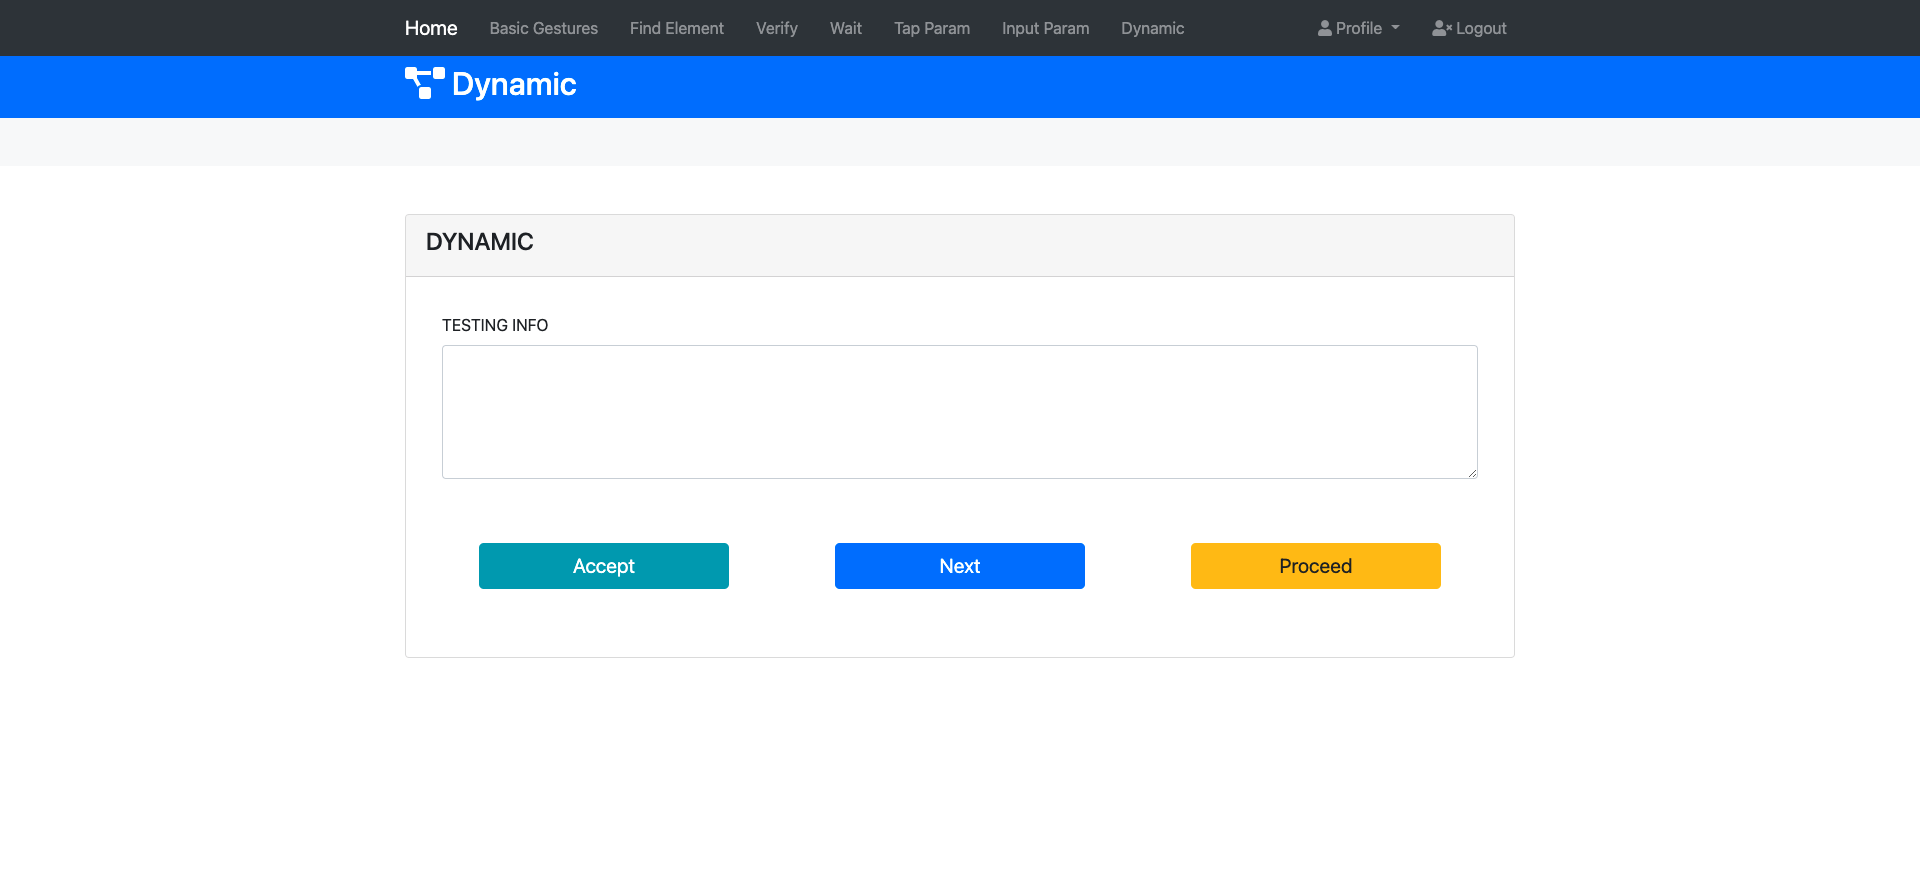 Home Basic Gestures Find Element Verify Wait Tap Param Input Param Dynamic Profile Logout
Dynamic
DYNAMIC
TESTING INFO
Accept Next Proceed